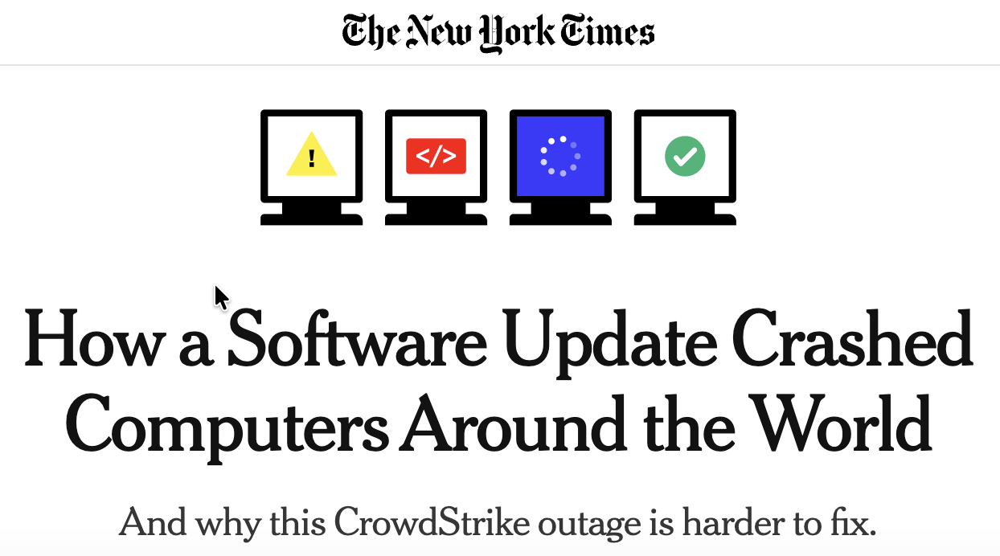 The New York Times
!
</>
How a Software Update Crashed
Computers Around the World
And why this CrowdStrike outage is harder to fix.